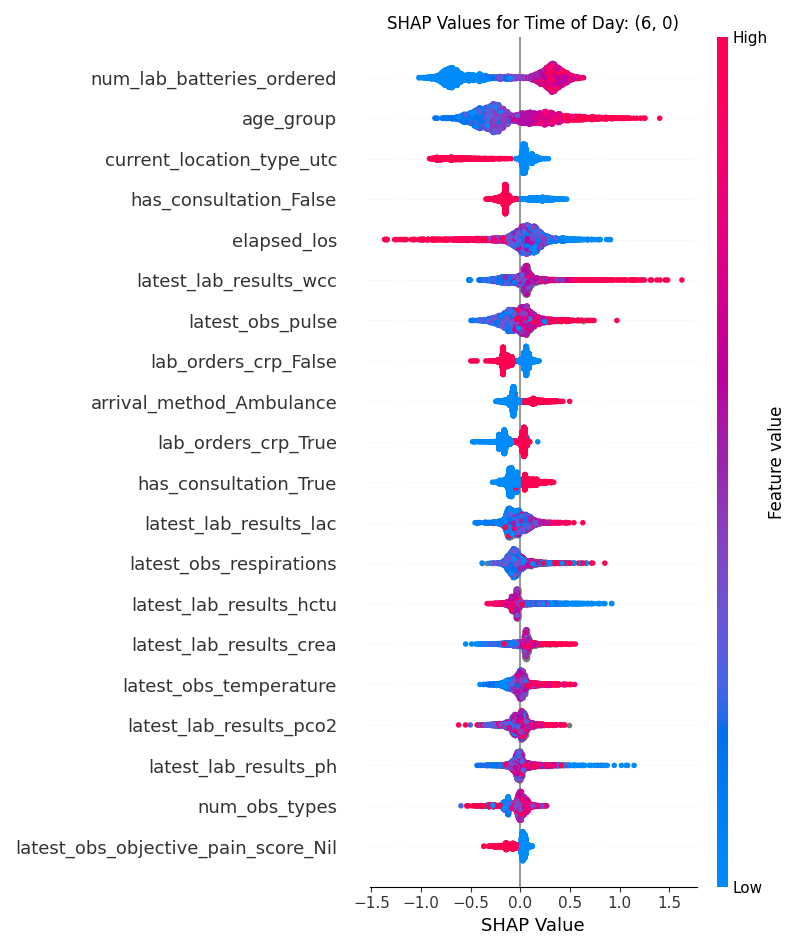 SHAP Values for Time of Day: (6, 0)
High
num_lab_batteries_ordered
age_group
current_location_type_utc
has_consultation_False
elapsed_los
latest_lab_results_wcc
latest_obs_pulse
lab_orders_crp_False
arrival_method_Ambulance
lab_orders_crp_True
has_consultation_True
latest_lab_results_lac
latest_obs_respirations
latest_lab_results_hctu
latest_lab_results_crea
latest_obs_temperature
latest_lab_results_pco2
latest_lab_results_ph
num_obs_types
latest_obs_objective_pain_score_Nil
Feature value
Low
−1.5 −1.0 −0.5 0.0 0.5 1.0 1.5
SHAP Value